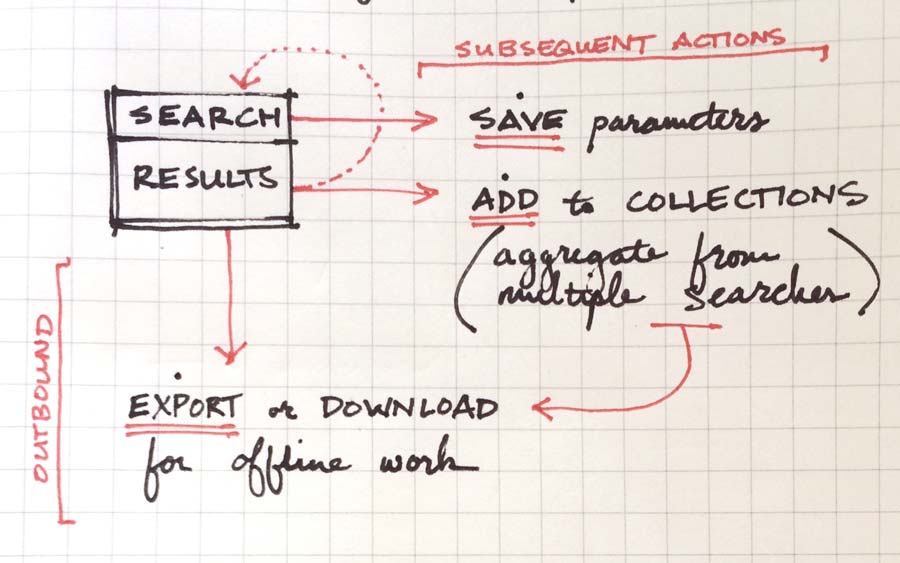 SUBSEQUENT ACTIONS
SEARCH
SAVE parameters
RESULTS
ADD to COLLECTIONS
(aggregate from
multiple searches)
OUTBOUND
EXPORT or DOWNLOAD
for offline work